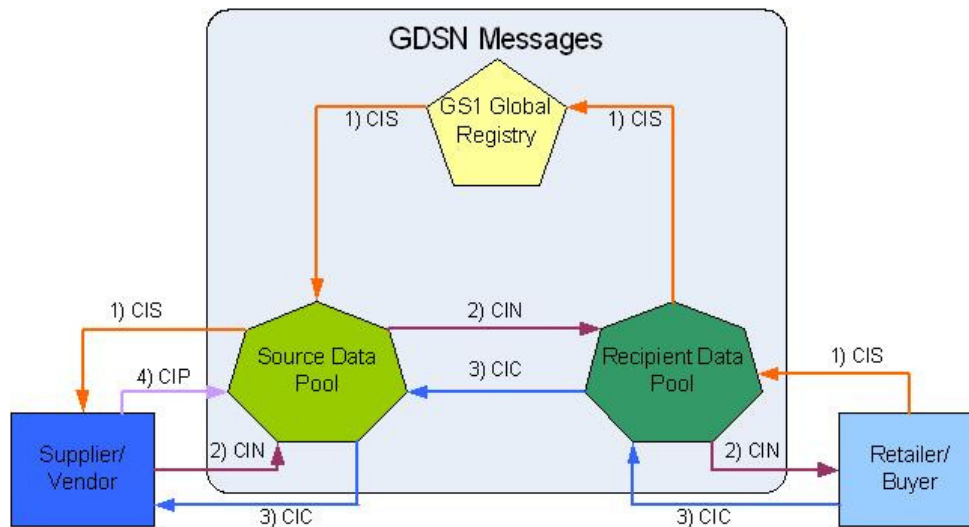 GDSN Messages
GS1 Global
Registry
1) CIS
1) CIS
1) CIS
2) CIN
Source Data
Pool
Recipient Data
Pool
1) CIS
4) CIP
3) CIC
Supplier/
Vendor
2) CIN
2) CIN
Retailer/
Buyer
3) CIC
3) CIC